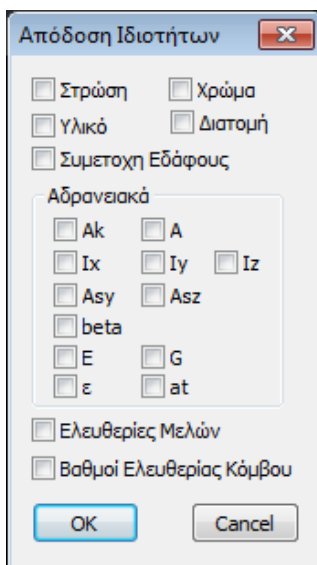 Απόδοση Ιδιοτήτων
Στρώση Χρώμα
Υλικό Διατομή
Συμετοχη Εδάφους
Αδρανειακά
Ak A
Ix Iy Iz
Asy Asz
beta
E G
ε at
Ελευθερίες Μελών
Βαθμοί Ελευθερίας Κόμβου
OK Cancel